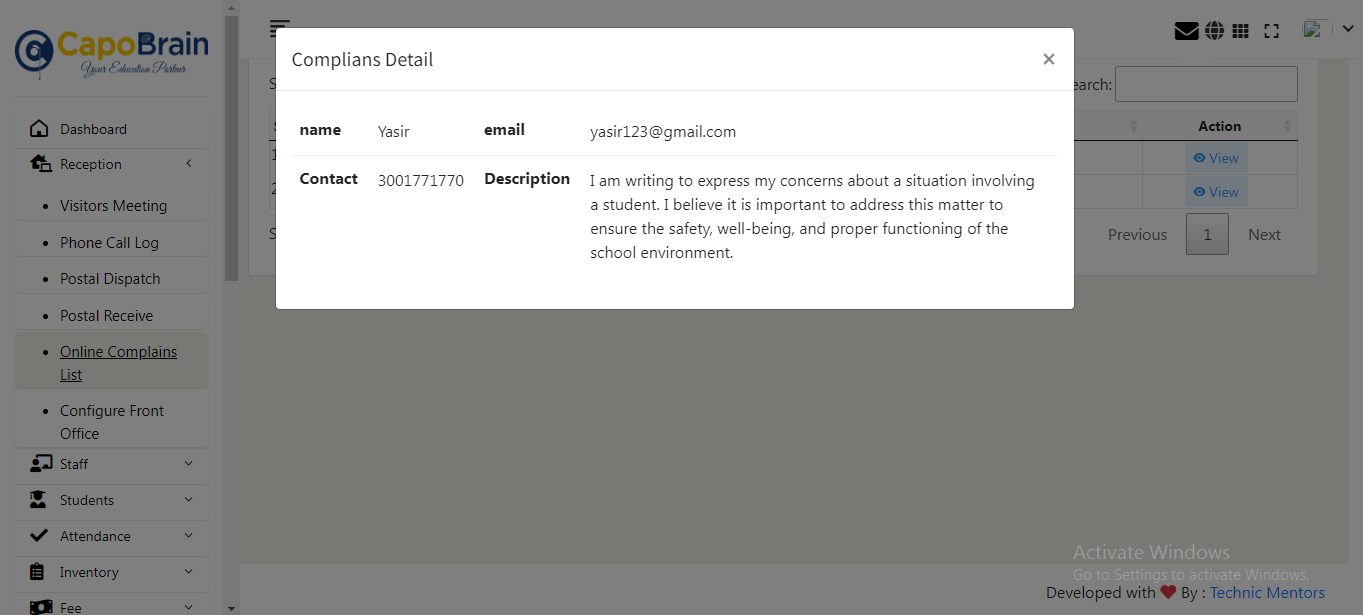 CapoBrain
Your Education Partner
Dashboard
Reception
Visitors Meeting
Phone Call Log
Postal Dispatch
Postal Receive
Online Complains
List
Configure Front
Office
Staff
Students
Attendance
Inventory
Fee
Complians Detail
×
name Yasir email yasir123@gmail.com
Contact 3001771770 Description I am writing to express my concerns about a situation involving
a student. I believe it is important to address this matter to
ensure the safety, well-being, and proper functioning of the
school environment.
earch:
Action
View
View
Previous 1 Next
Activate Windows
Go to Settings to activate Windows.
Developed with ❤ By : Technic Mentors